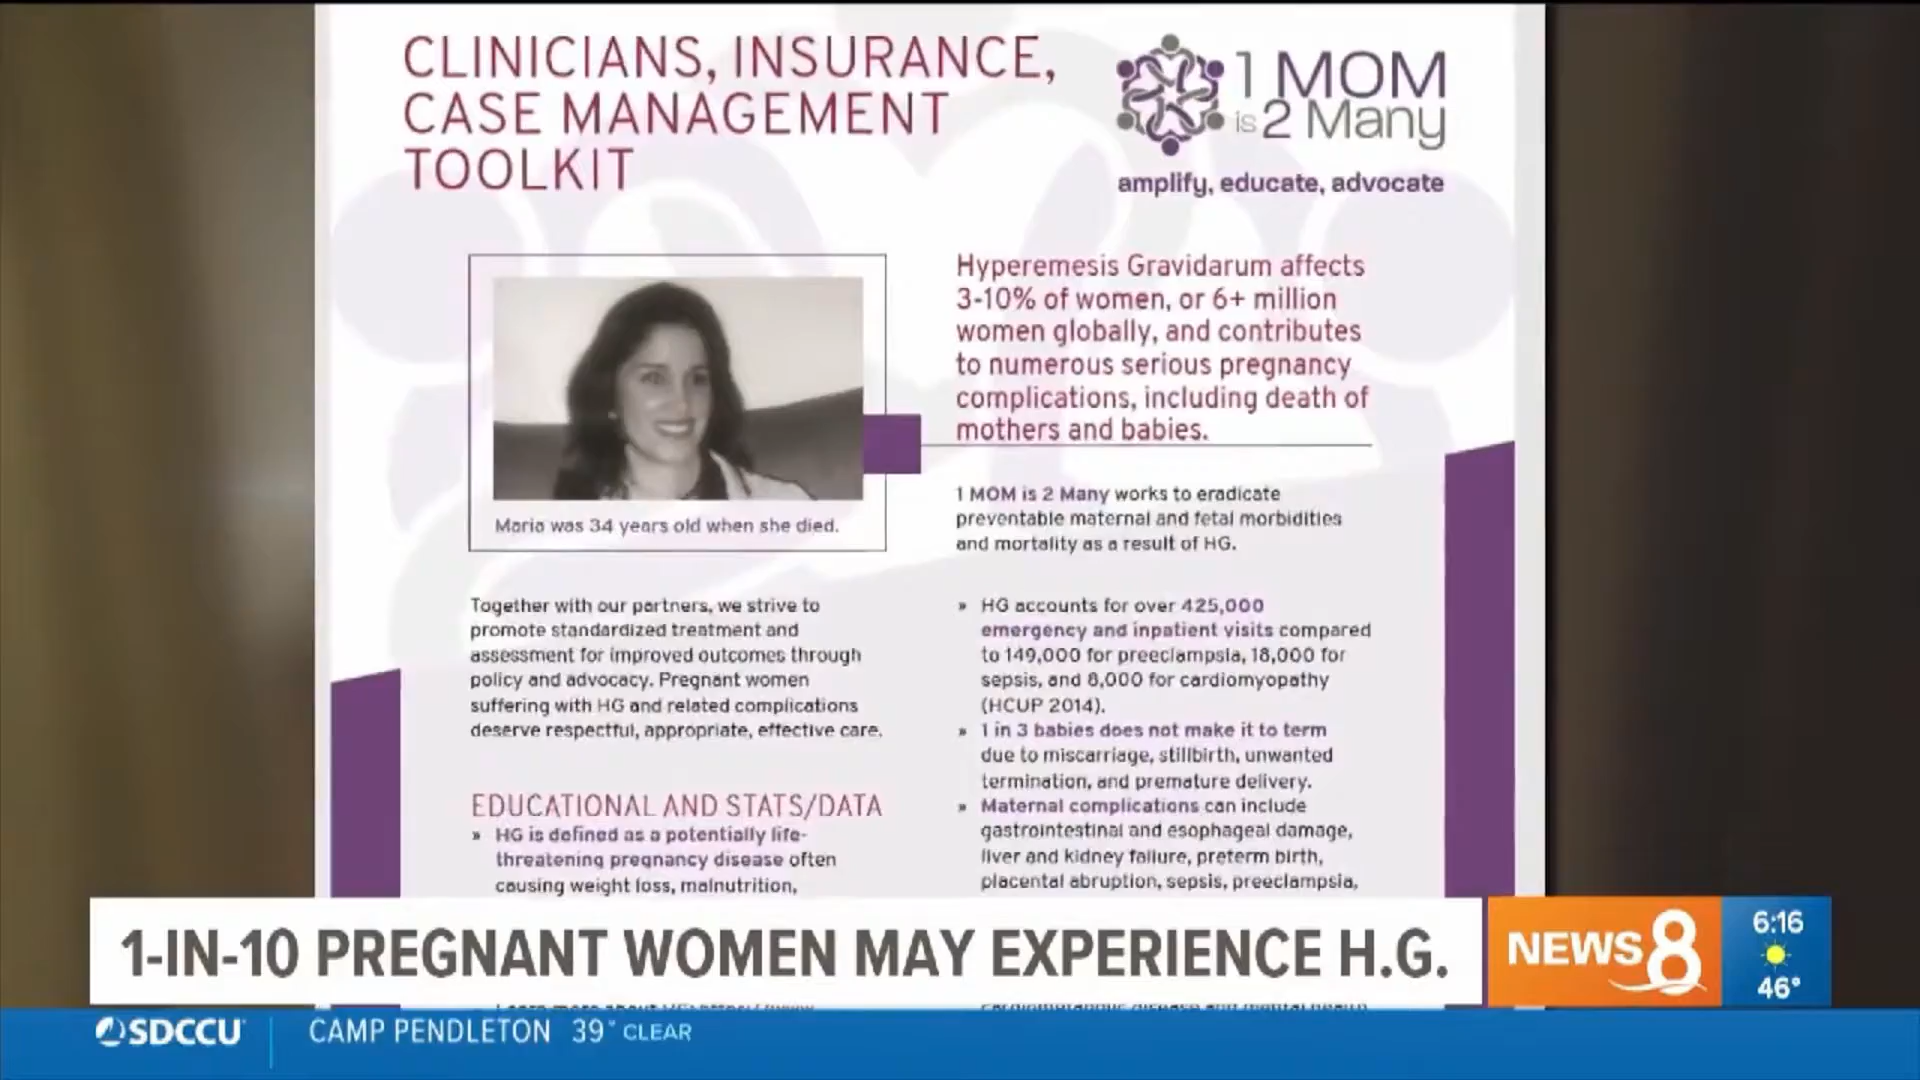 CLINICIANS, INSURANCE,
CASE MANAGEMENT
TOOLKIT
1 MOM
is 2 Many
amplify, educate, advocate
Maria was 34 years old when she died.
Hyperemesis Gravidarum affects
3-10% of women, or 6+ million
women globally, and contributes
to numerous serious pregnancy
complications, including death of
mothers and babies.
1 MOM is 2 Many works to eradicate
preventable maternal and fetal morbidities
and mortality as a result of HG.
Together with our partners, we strive to
promote standardized treatment and
assessment for improved outcomes through
policy and advocacy. Pregnant women
suffering with HG and related complications
deserve respectful, appropriate, effective care.
EDUCATIONAL AND STATS/DATA
» HG is defined as a potentially life-
threatening pregnancy disease often
causing weight loss, malnutrition,
» HG accounts for over 425,000
emergency and inpatient visits compared
to 149,000 for preeclampsia, 18,000 for
sepsis, and 8,000 for cardiomyopathy
(HCUP 2014).
» 1 in 3 babies does not make it to term
due to miscarriage, stillbirth, unwanted
termination, and premature delivery.
» Maternal complications can include
gastrointestinal and esophageal damage,
liver and kidney failure, preterm birth,
placental abruption, sepsis, preeclampsia,
1-IN-10 PREGNANT WOMEN MAY EXPERIENCE H.G.
NEWS 8
6:16
46°
SDCCU
CAMP PENDLETON 39° CLEAR